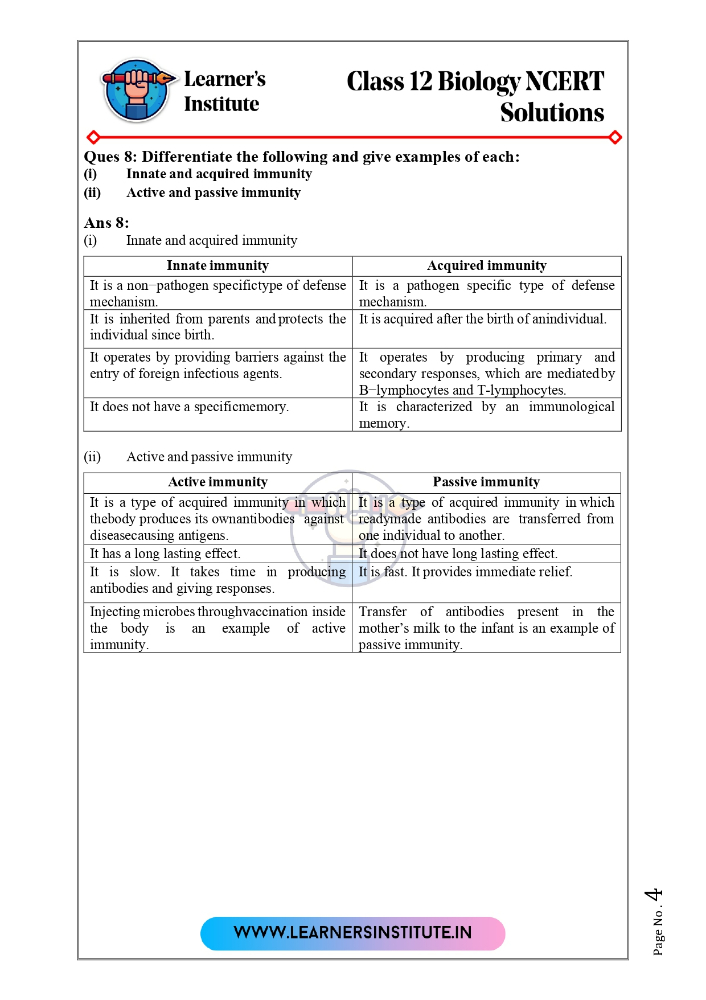 Learner's
Institute
Class 12 Biology NCERT
Solutions
Ques 8: Differentiate the following and give examples of each:
(i) Innate and acquired immunity
(ii) Active and passive immunity
Ans 8:
(i) Innate and acquired immunity
Innate immunity Acquired immunity
It is a non−pathogen specifictype of defense
mechanism.
It is a pathogen specific type of defense
mechanism.
It is inherited from parents and protects the
individual since birth.
It is acquired after the birth of anindividual.
It operates by providing barriers against the
entry of foreign infectious agents.
It operates by producing primary and
secondary responses, which are mediated by
B−lymphocytes and T-lymphocytes.
It does not have a specificmemory.
It is characterized by an immunological
memory.
(ii) Active and passive immunity
Active immunity Passive immunity
It is a type of acquired immunity in which
thebody produces its ownantibodies against
diseasecausing antigens.
It is a type of acquired immunity in which
readymade antibodies are transferred from
one individual to another.
It has a long lasting effect.
It does not have long lasting effect.
It is slow. It takes time in producing
antibodies and giving responses.
It is fast. It provides immediate relief.
Injecting microbes throughvaccination inside
the body is an example of active
immunity.
Transfer of antibodies present in the
mother's milk to the infant is an example of
passive immunity.
WWW.LEARNERSINSTITUTE.IN
Page No. 4